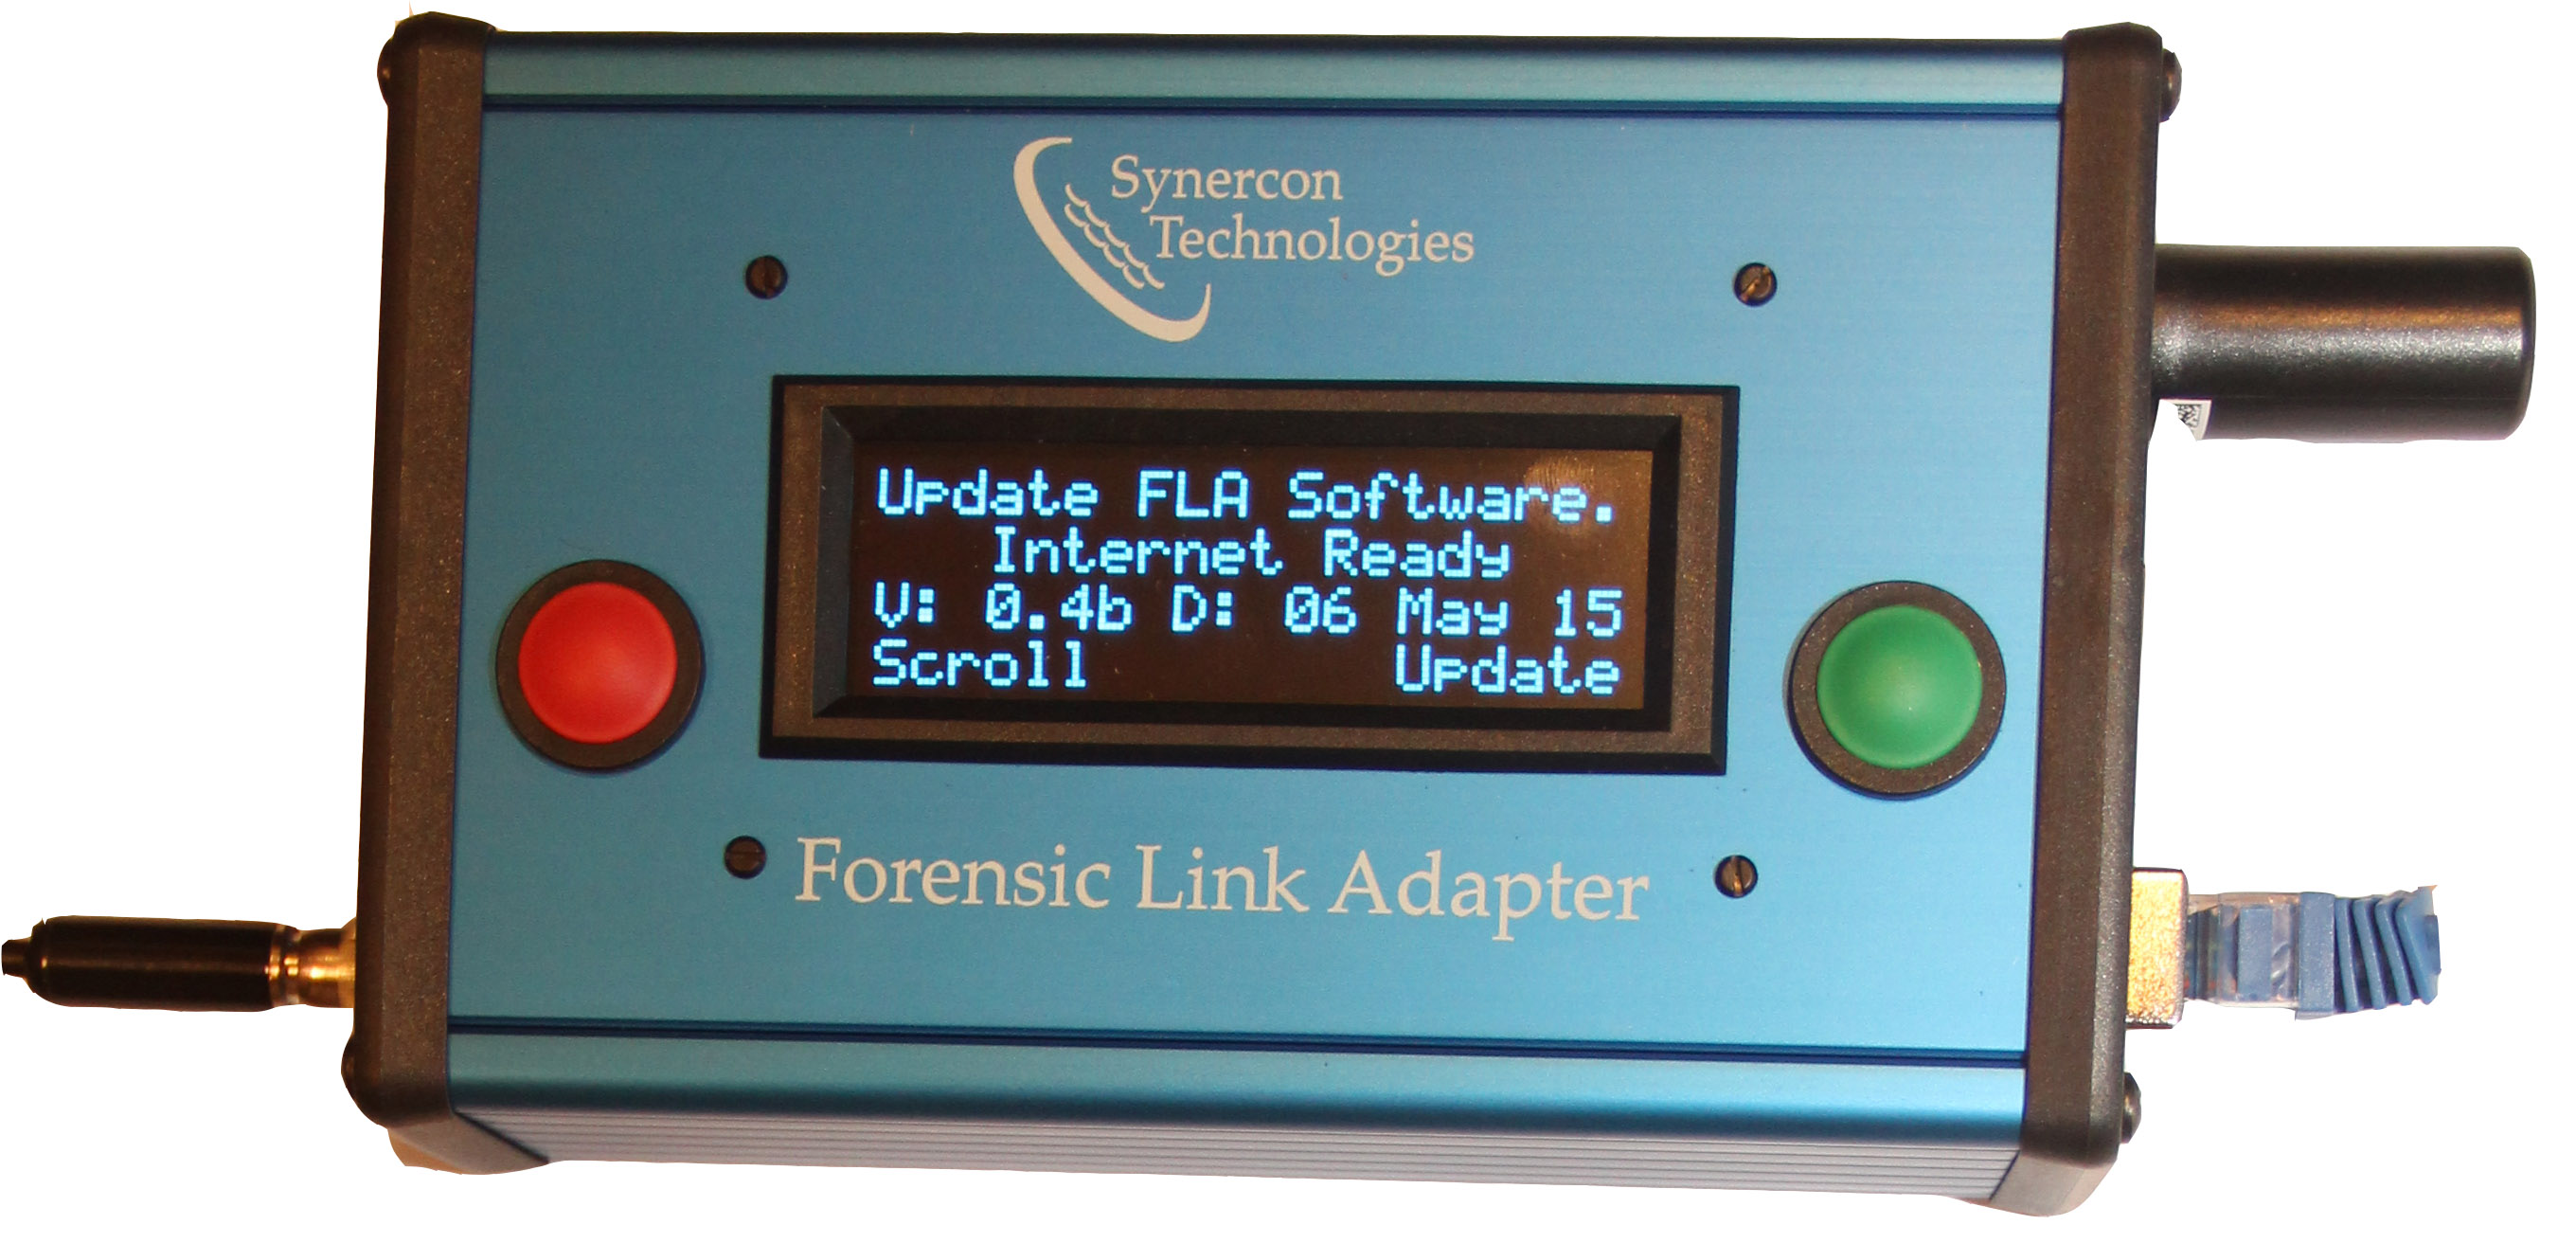 Synercon
Technologies
Update FLA Software.
Internet Ready
V: 0.4b D: 06 May 15
Scroll Update
Forensic Link Adapter